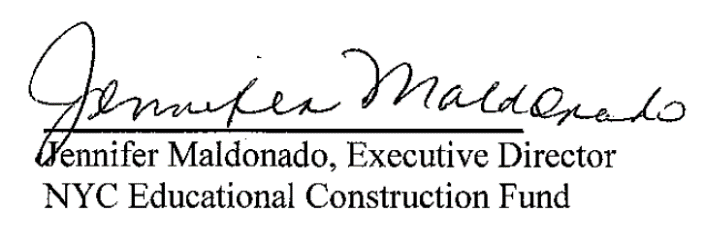 Jennifer Maldonado
Jennifer Maldonado, Executive Director
NYC Educational Construction Fund